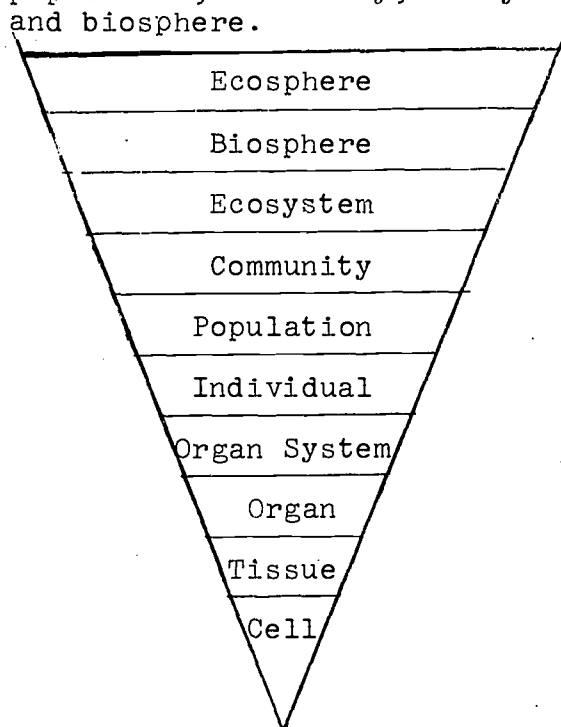 and biosphere.
Ecosphere
Biosphere
Ecosystem
Community
Population
Individual
Organ System
Organ
Tissue
Cell